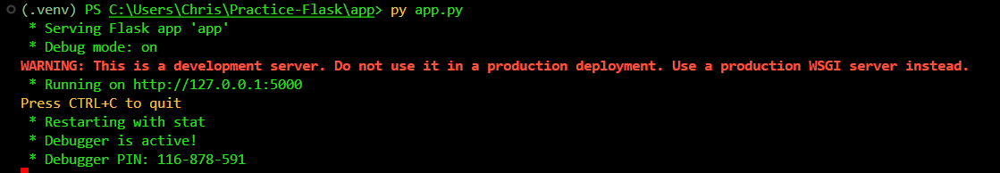 (.venv) PS C:\Users\Chris\Practice-Flask\app> py app.py
 * Serving Flask app 'app'
 * Debug mode: on
WARNING: This is a development server. Do not use it in a production deployment. Use a production WSGI server instead.
 * Running on http://127.0.0.1:5000
Press CTRL+C to quit
 * Restarting with stat
 * Debugger is active!
 * Debugger PIN: 116-878-591